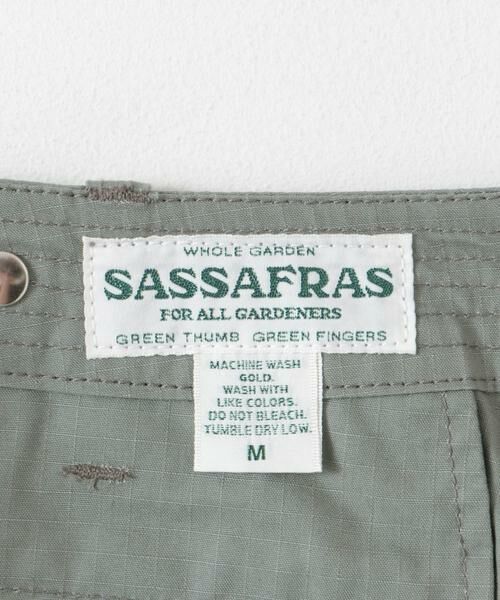 WHOLE GARDEN
SASSAFRAS
FOR ALL GARDENERS
GREEN THUMB GREEN FINGERS
MACHINE WASH
GOLD.
WASH WITH
LIKE COLORS.
DO NOT BLEACH.
TUMBLE DRY LOW.
M